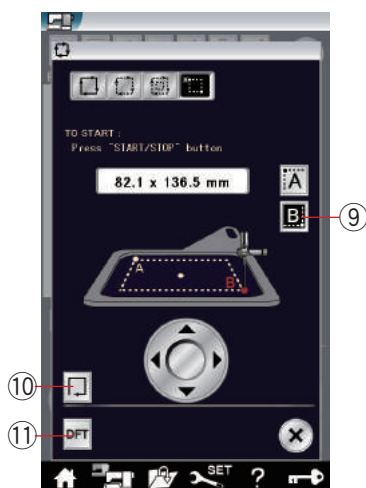 TO START :
Press "START/STOP" button
82.1 x 136.5 mm
A
B
⑨
A
B
⑩
⑪
DFT
SET
?